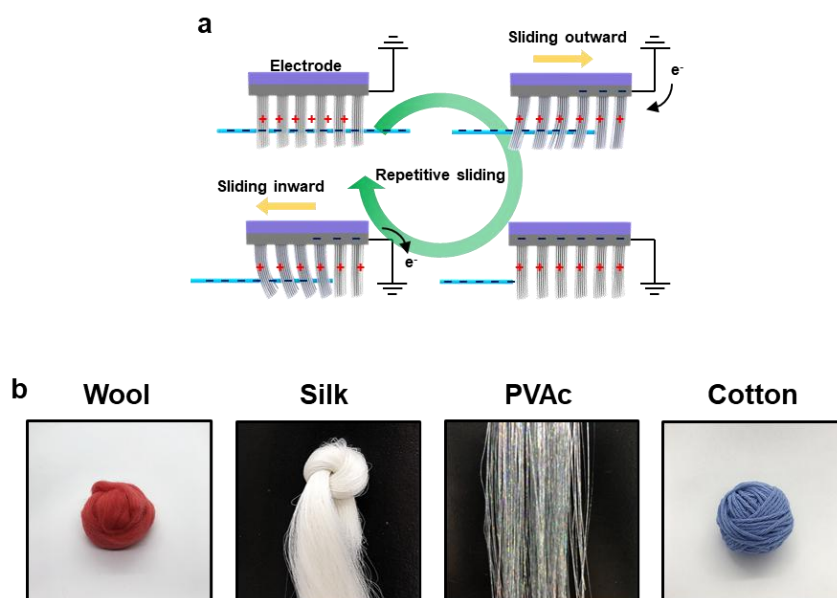 a
Electrode
Sliding outward
e-
Repetitive sliding
Sliding inward
e-
b
Wool
Silk
PVAc
Cotton